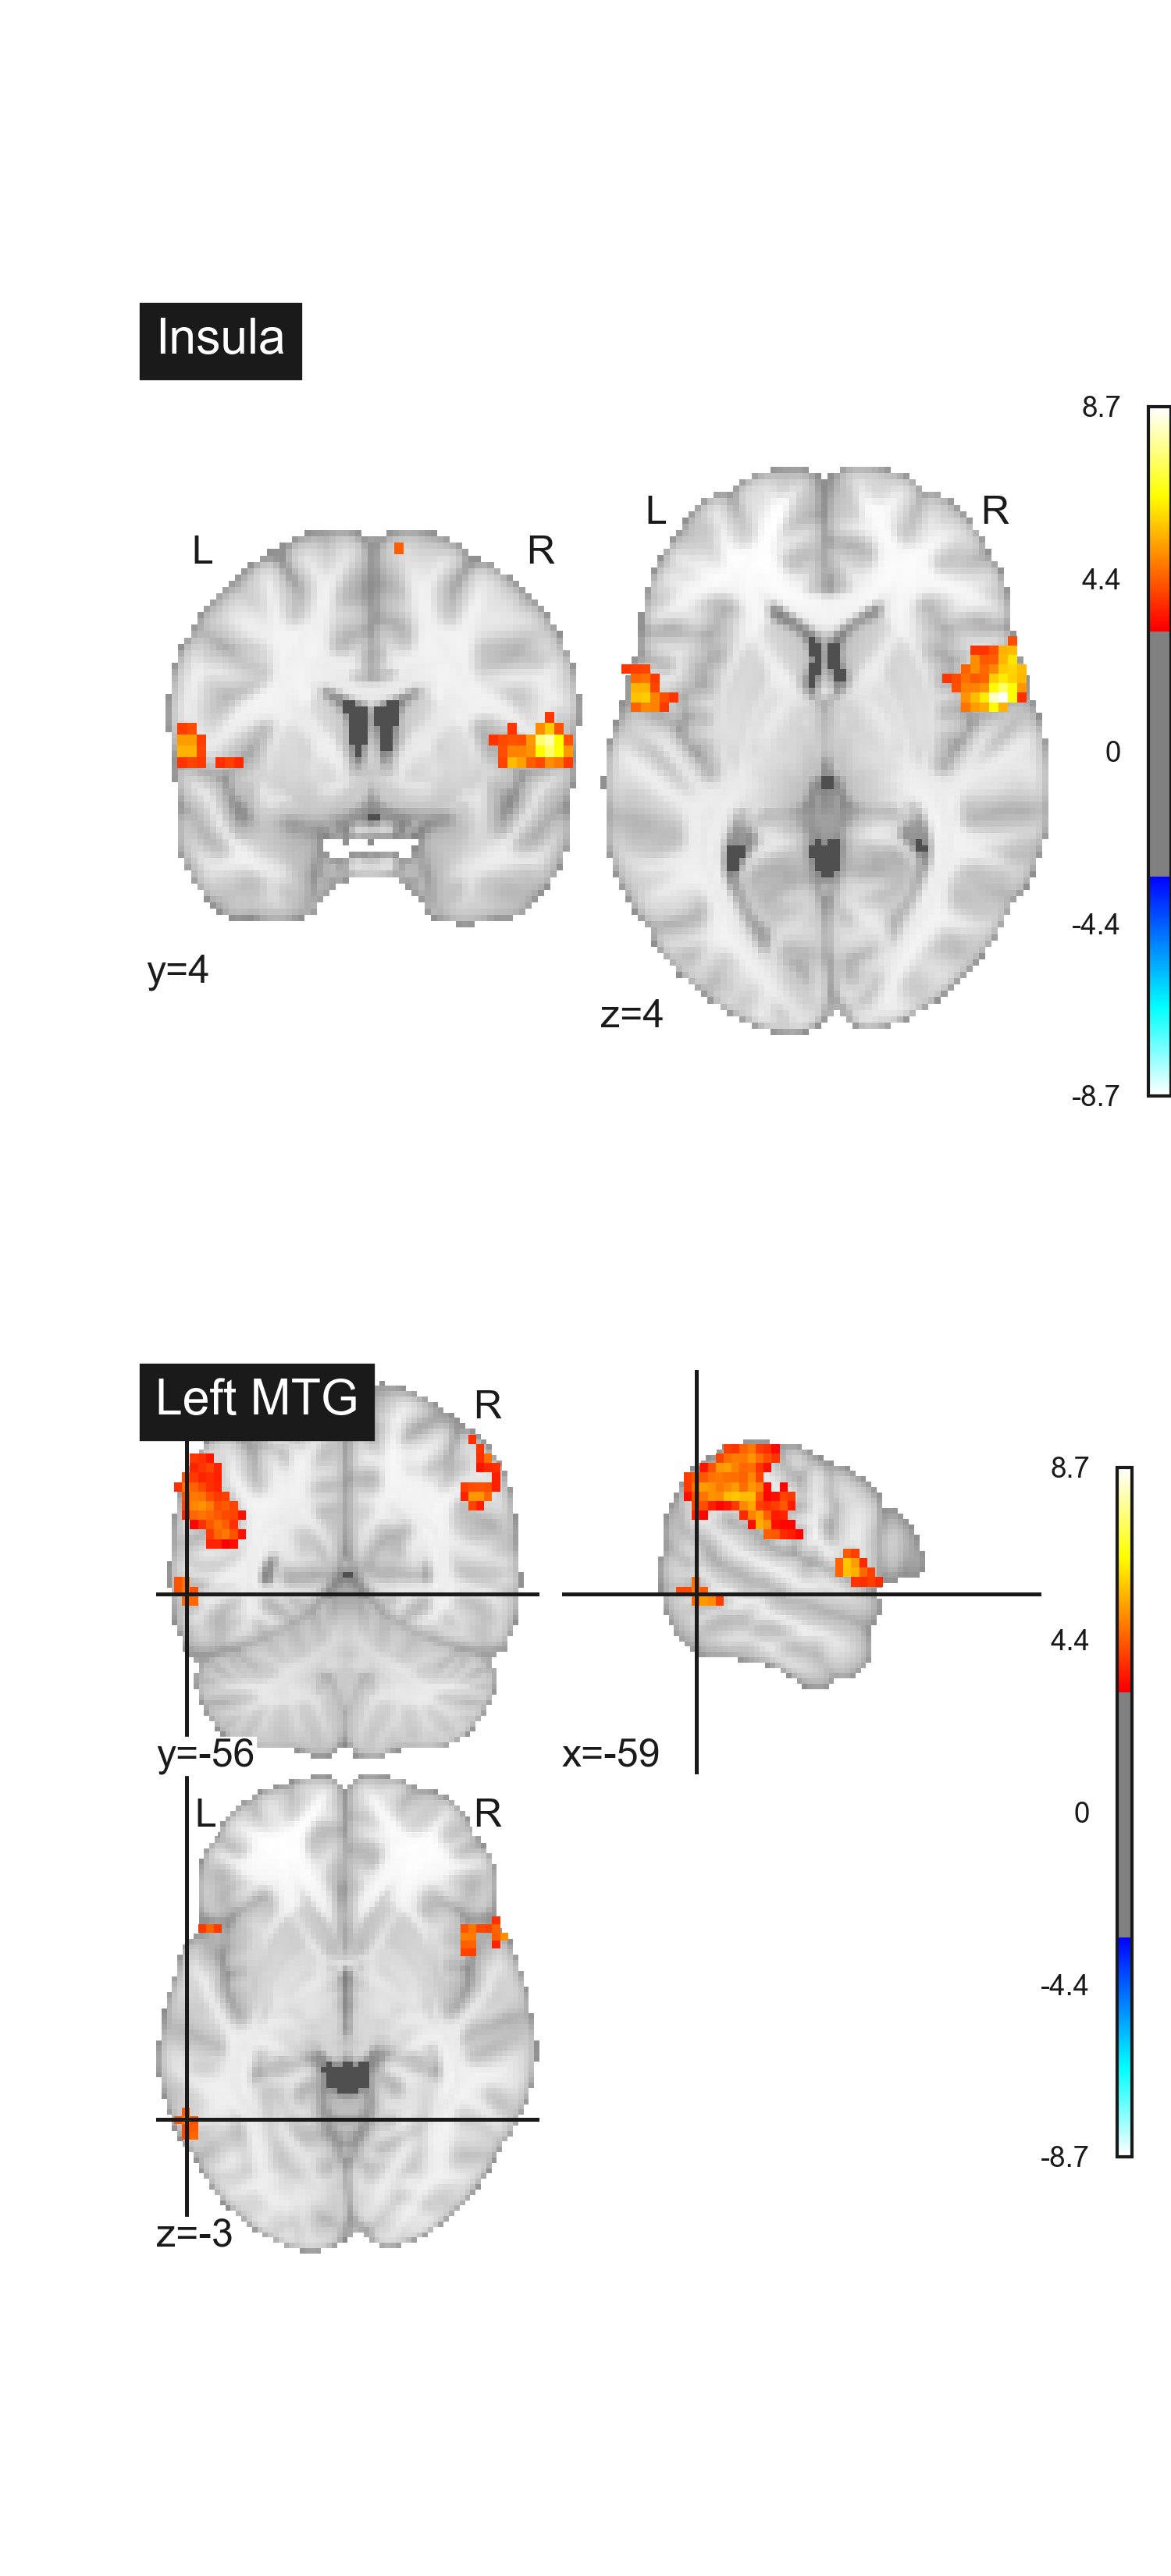 Insula
8.7
L
R
4.4
L
R
0
-4.4
y=4
z=4
-8.7
Left MTG
R
8.7
4.4
y=-56
x=-59
L
R
0
-4.4
-8.7
z=-3